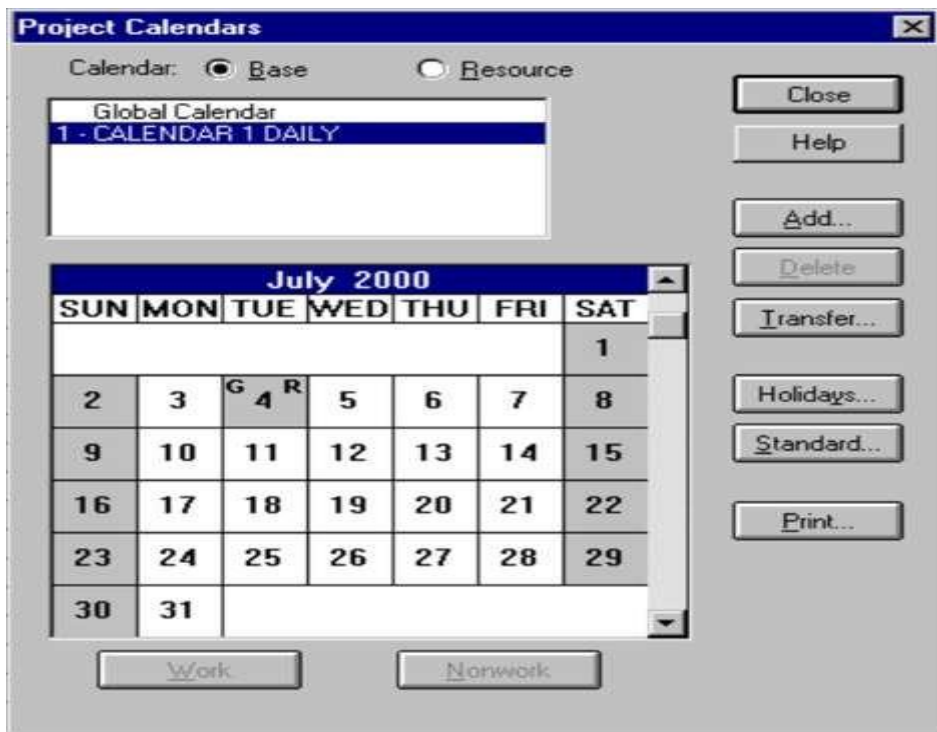 Project Calendars
Calendar: Base Resource
Global Calendar
1 - CALENDAR 1 DAILY
Close
Help
Add...
Delete
Transfer...
Holidays...
Standard...
Print...
July 2000
SUN MON TUE WED THU FRI SAT
1
2 3 G 4 R 5 6 7 8
9 10 11 12 13 14 15
16 17 18 19 20 21 22
23 24 25 26 27 28 29
30 31
Work Nonwork